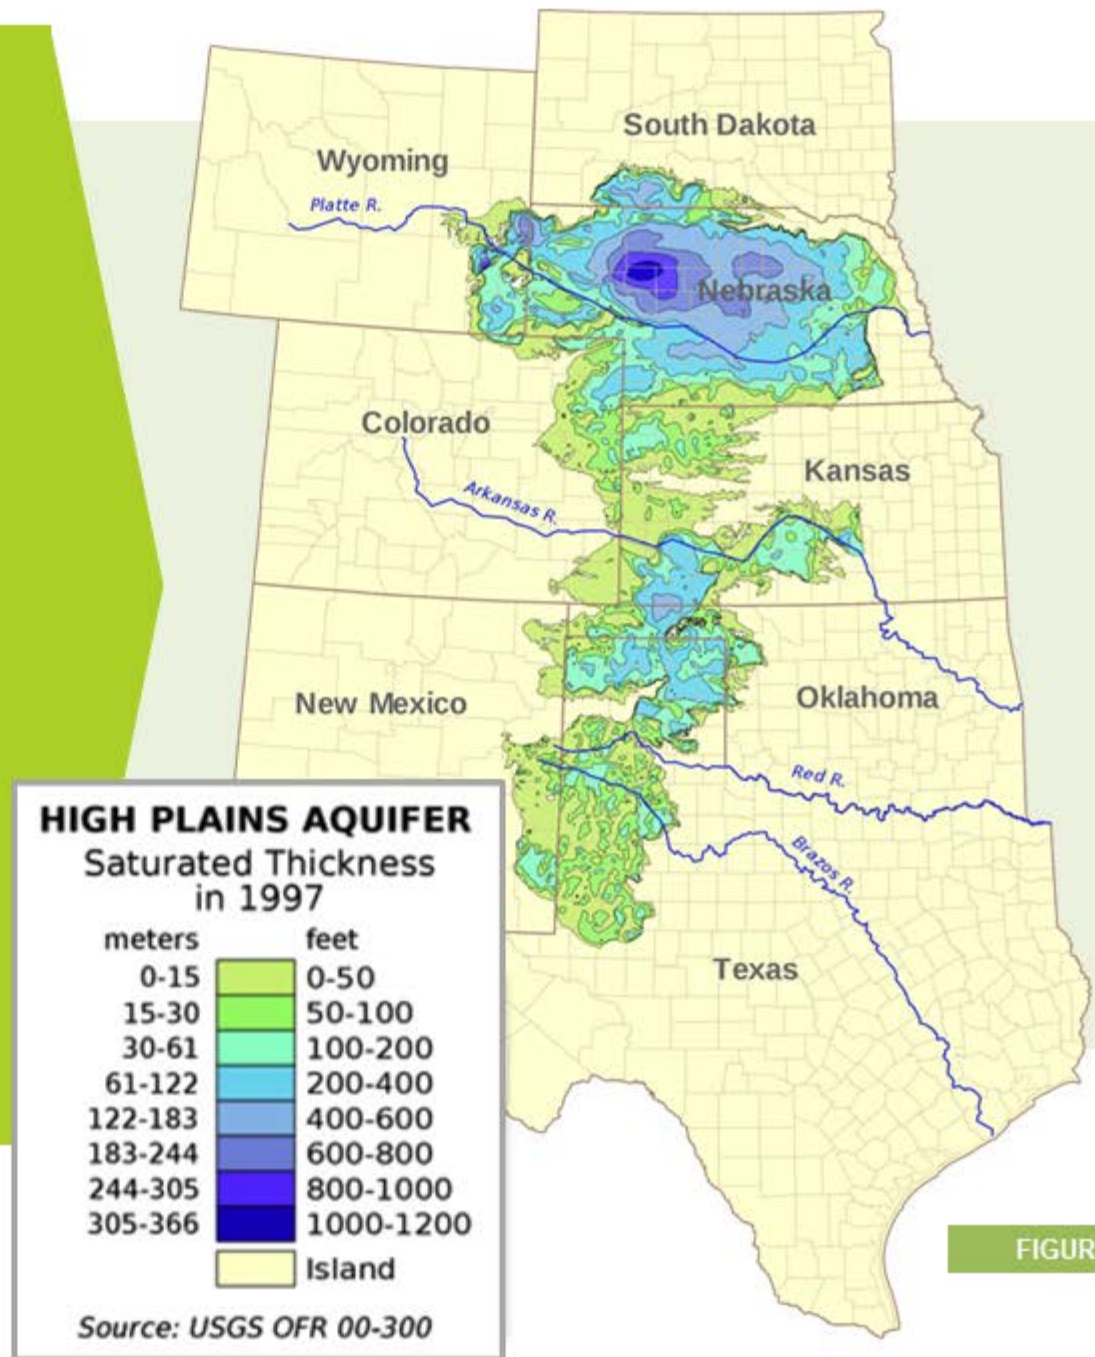 South Dakota
Wyoming
Platte R.
Nebraska
Colorado
Kansas
Arkansas R.
New Mexico
Oklahoma
Red R.
Brazos R.
Texas
HIGH PLAINS AQUIFER
Saturated Thickness
in 1997
meters feet
0-15 0-50
15-30 50-100
30-61 100-200
61-122 200-400
122-183 400-600
183-244 600-800
244-305 800-1000
305-366 1000-1200
Island
Source: USGS OFR 00-300
FIGUR